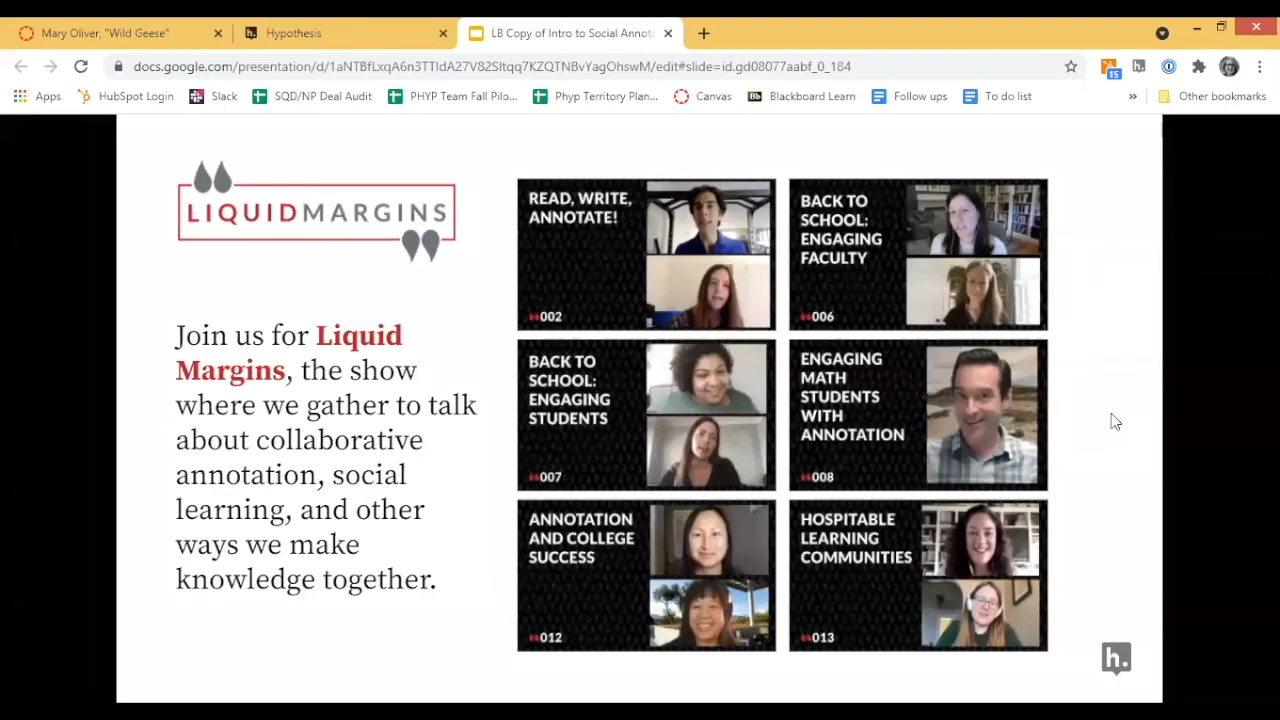 Mary Oliver, "Wild Geese"
Hypothesis
LB Copy of Intro to Social Annota
docs.google.com/presentation/d/1aNTBfLxqA6n3TTldA27V82SItqq7KZQTNBvYagOhswM/edit#slide=id.gd08077aabf_0_184
15
Apps
HubSpot Login
Slack
SQD/NP Deal Audit
PHYP Team Fall Pilo...
Phyp Territory Plan...
Canvas
Bb
Blackboard Learn
Follow ups
To do list
»
Other bookmarks
LIQUIDMARGINS
Join us for Liquid
Margins, the show
where we gather to talk
about collaborative
annotation, social
learning, and other
ways we make
knowledge together.
READ, WRITE,
ANNOTATE!
002
BACK TO
SCHOOL:
ENGAGING
FACULTY
006
BACK TO
SCHOOL:
ENGAGING
STUDENTS
007
ENGAGING
MATH
STUDENTS
WITH
ANNOTATION
008
ANNOTATION
AND COLLEGE
SUCCESS
012
HOSPITABLE
LEARNING
COMMUNITIES
013
h.